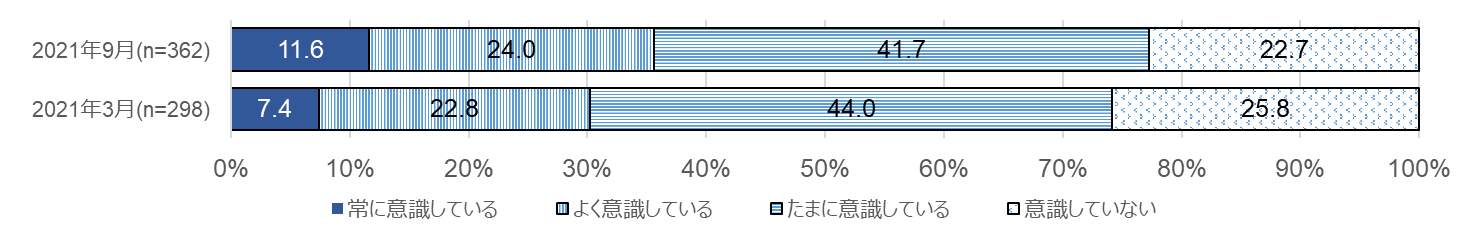 2021年9月(n=362) 11.6 24.0 41.7 22.7
2021年3月(n=298) 7.4 22.8 44.0 25.8
0% 10% 20% 30% 40% 50% 60% 70% 80% 90% 100%
常に意識している よく意識している たまに意識している 意識していない